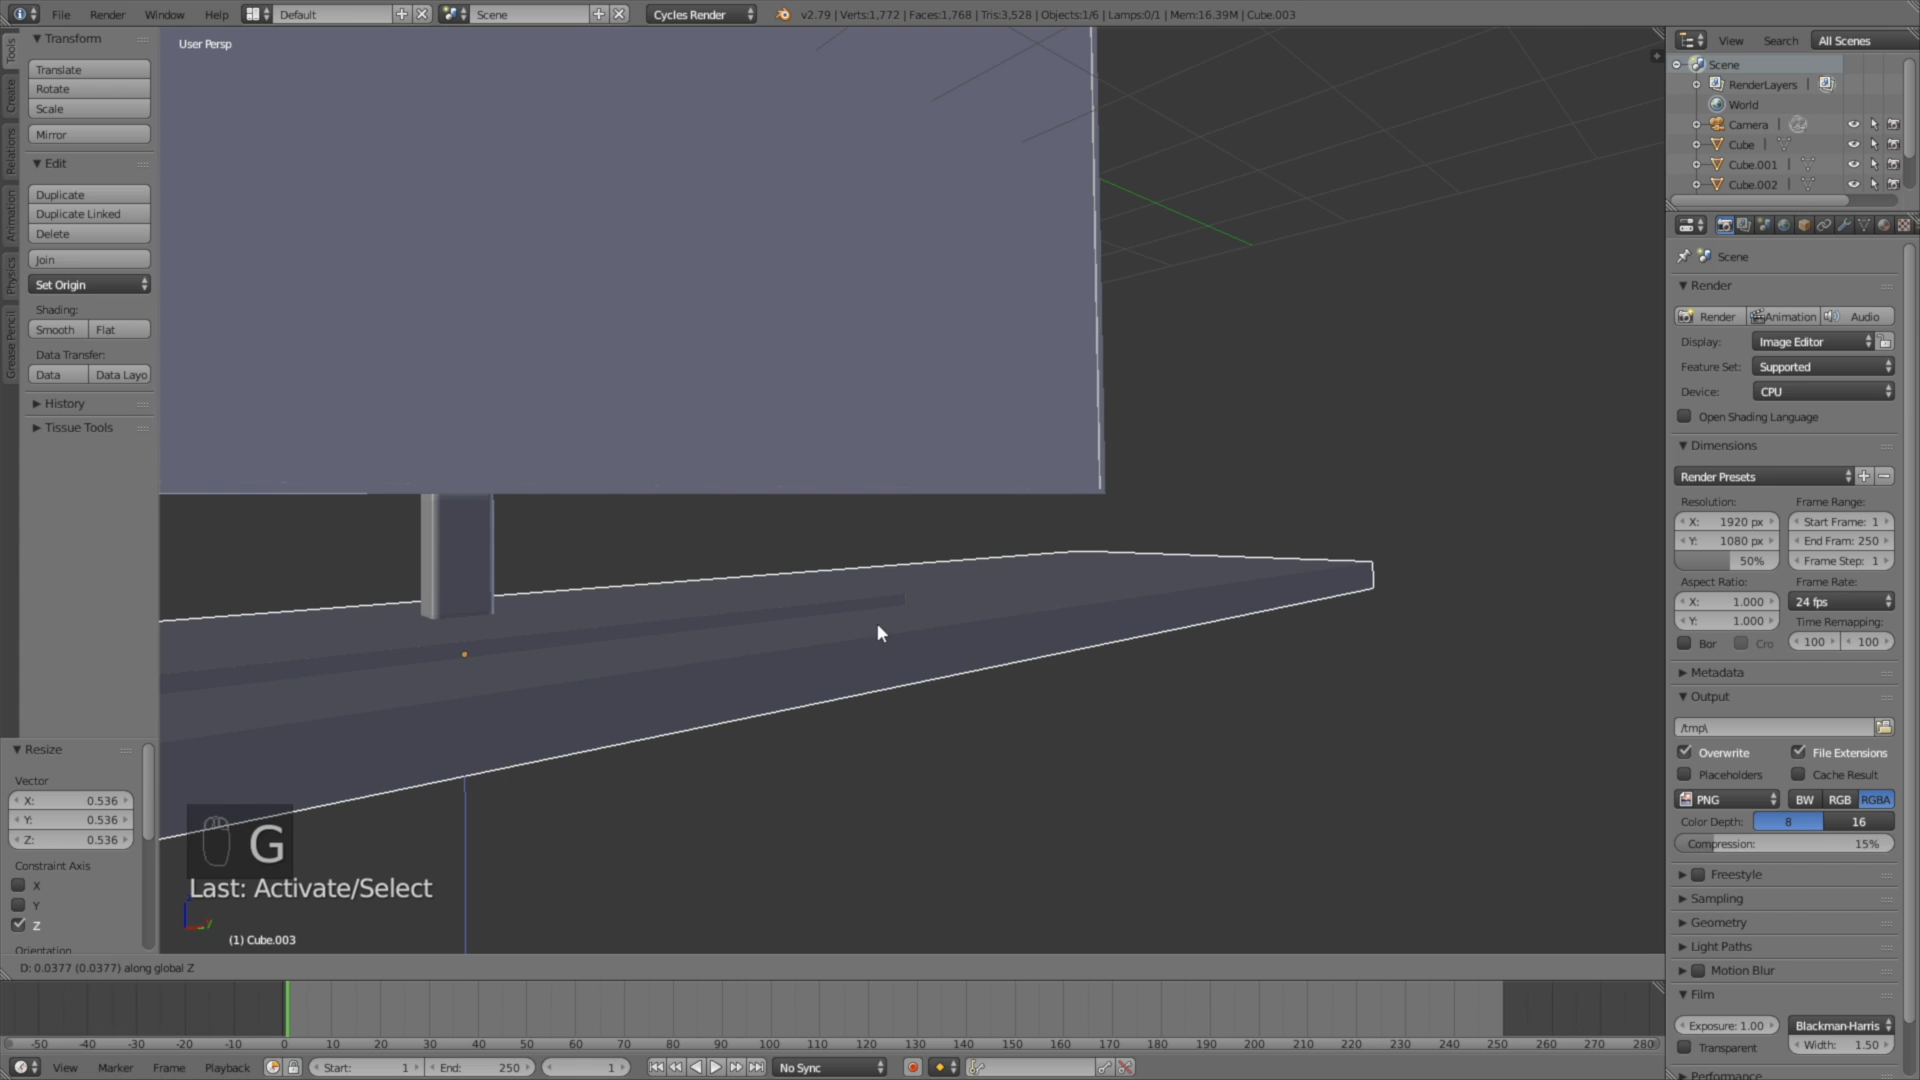 File Render Window Help Default Scene Cycles Render v2.79 | Verts:1,772 | Faces:1,768 | Tris:3,528 | Objects:1/6 | Lamps:0/1 | Mem:16.39M | Cube.003
Tools
Create
Relations
Animation
Physics
Grease Pencil
Transform
Translate
Rotate
Scale
Mirror
Edit
Duplicate
Duplicate Linked
Delete
Join
Set Origin
Shading:
Smooth Flat
Data Transfer:
Data Data Layo
History
Tissue Tools
Resize
Vector
X: 0.536
Y: 0.536
Z: 0.536
Constraint Axis
X
Y
Z
Orientation
User Persp
G
Last: Activate/Select
(1) Cube.003
D: 0.0377 (0.0377) along global Z
View Search All Scenes
Scene
RenderLayers |
World
Camera |
Cube |
Cube.001 |
Cube.002 |
Scene
Render
Render Animation Audio
Display: Image Editor
Feature Set: Supported
Device: CPU
Open Shading Language
Dimensions
Render Presets
Resolution: Frame Range:
X: 1920 px Start Frame: 1
Y: 1080 px End Fram: 250
50% Frame Step: 1
Aspect Ratio: Frame Rate:
X: 1.000 24 fps
Y: 1.000 Time Remapping:
Bor Cro 100 100
Metadata
Output
/tmp\
Overwrite File Extensions
Placeholders Cache Result
PNG BW RGB RGBA
Color Depth: 8 16
Compression: 15%
Freestyle
Sampling
Geometry
Light Paths
Motion Blur
Film
Exposure: 1.00 Blackman-Harris
Transparent Width: 1.50
Performance
-50 -40 -30 -20 -10 0 10 20 30 40 50 60 70 80 90 100 110 120 130 140 150 160 170 180 190 200 210 220 230 240 250 260 270 280
View Marker Frame Playback Start: 1 End: 250 1 No Sync